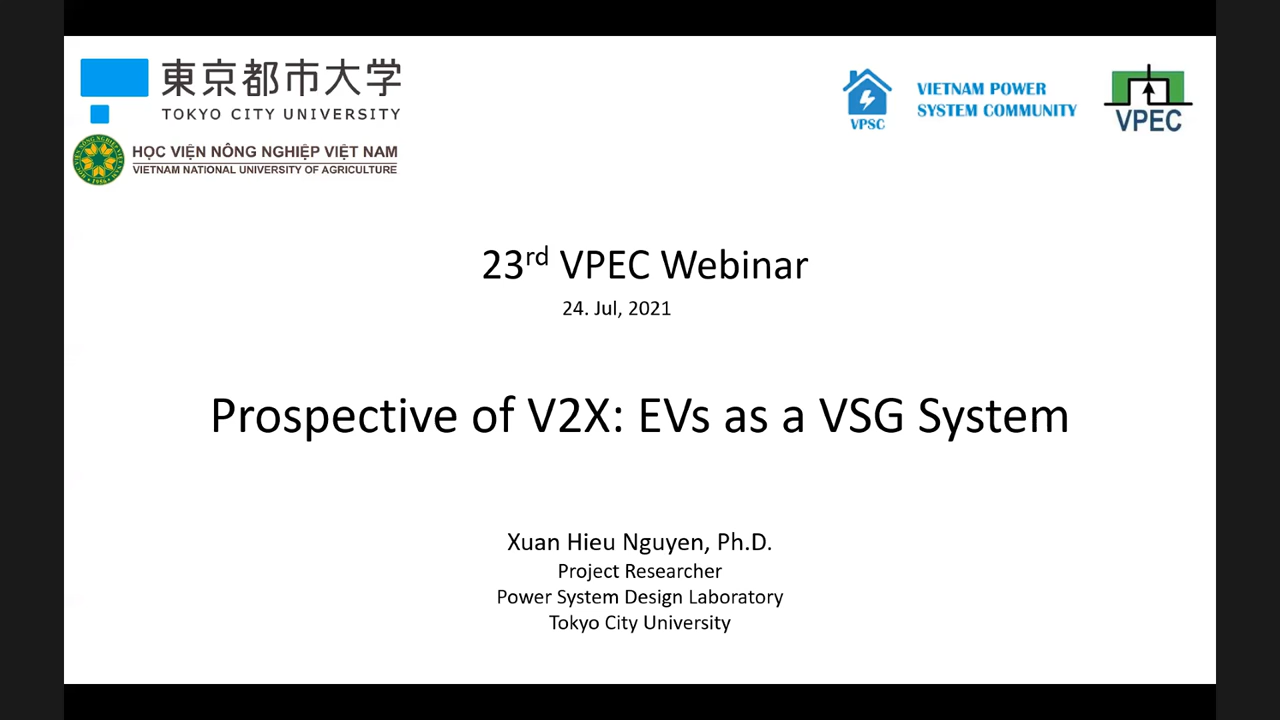 東京都市大学
TOKYO CITY UNIVERSITY
HỌC VIỆN NÔNG NGHIỆP VIỆT NAM
VIETNAM NATIONAL UNIVERSITY OF AGRICULTURE
VPSC
VIETNAM POWER
SYSTEM COMMUNITY
VPEC
23rd VPEC Webinar
24. Jul, 2021
Prospective of V2X: EVs as a VSG System
Xuan Hieu Nguyen, Ph.D.
Project Researcher
Power System Design Laboratory
Tokyo City University